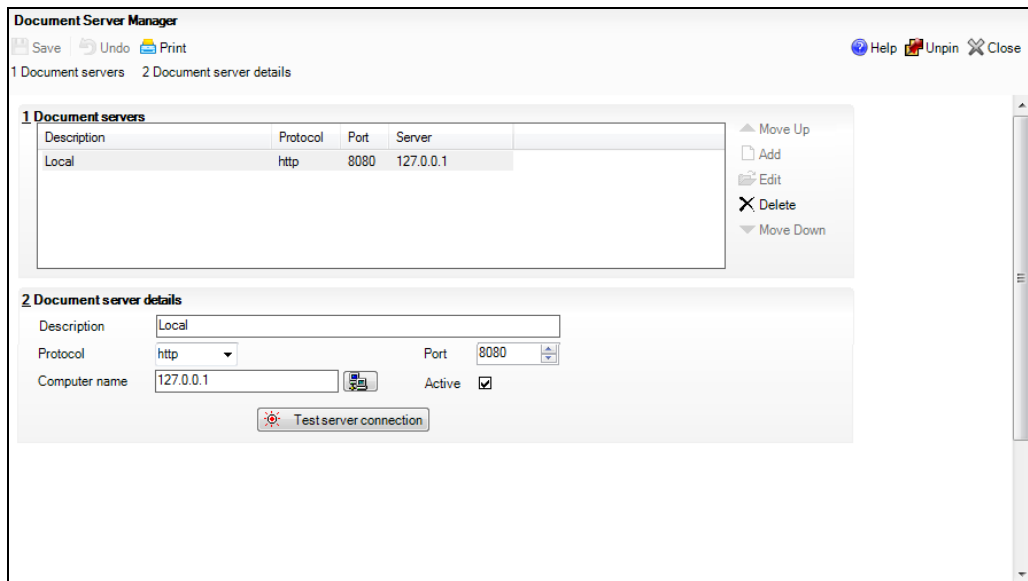 Document Server Manager
Save Undo Print Help Unpin Close
1 Document servers 2 Document server details
1 Document servers
Description Protocol Port Server
Local http 8080 127.0.0.1
Move Up
Add
Edit
Delete
Move Down
2 Document server details
Description Local
Protocol http Port 8080
Computer name 127.0.0.1 Active
Test server connection